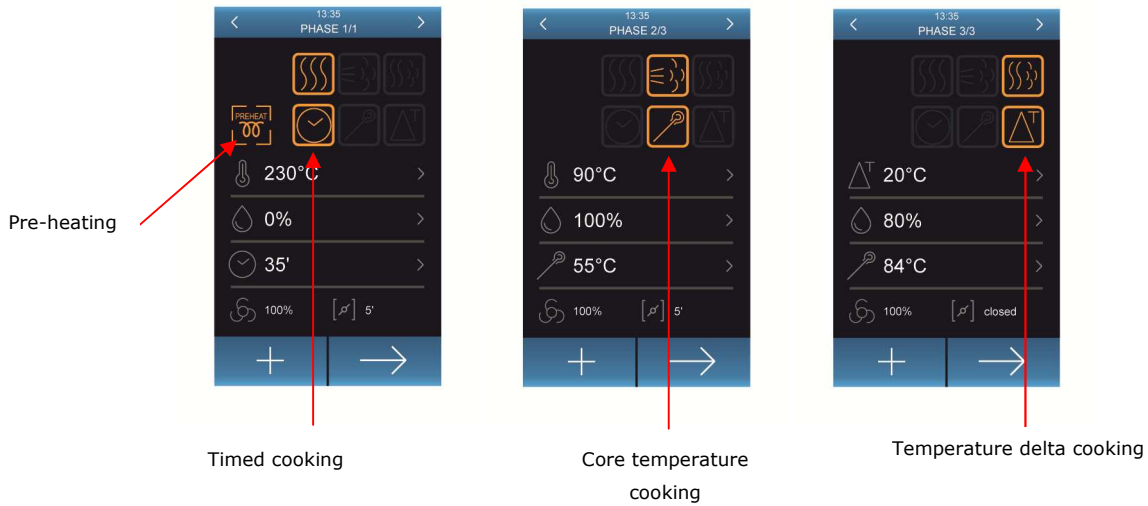 13:35
PHASE 1/1
PREHEAT
230°C
0%
35'
100%
5'
13:35
PHASE 2/3
90°C
100%
55°C
100%
5'
13:35
PHASE 3/3
T
20°C
80%
84°C
100%
closed
Pre-heating
Timed cooking
Core temperature
cooking
Temperature delta cooking